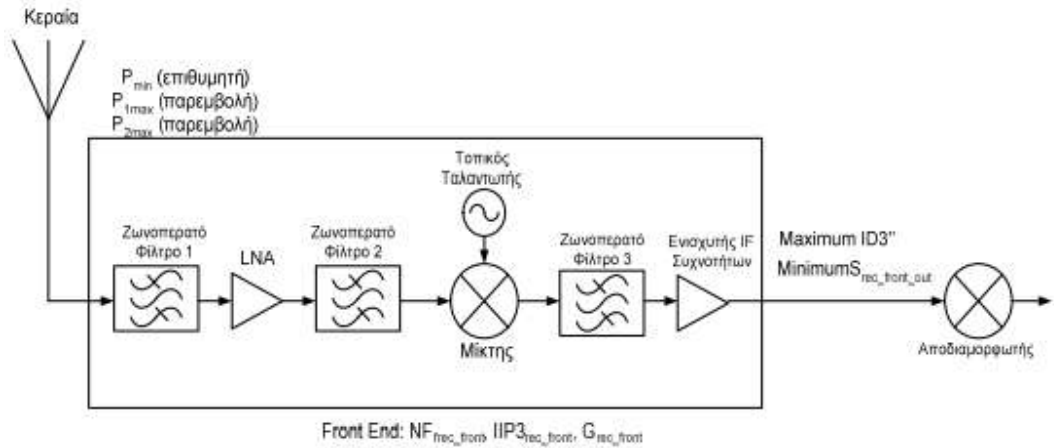 Κεραία
P_min (επιθυμητή)
P_1max (παρεμβολή)
P_2max (παρεμβολή)
Τοπικός
Ταλαντωτής
Ζωνοπερατό
Φίλτρο 1
LNA
Ζωνοπερατό
Φίλτρο 2
Μίκτης
Ζωνοπερατό
Φίλτρο 3
Ενισχυτής IF
Συχνοτήτων
Maximum ID3"
MinimumS_rec_front_out
Αποδιαμορφωτής
Front End: NF_frec_front, IIP3_rec_front, G_rec_front